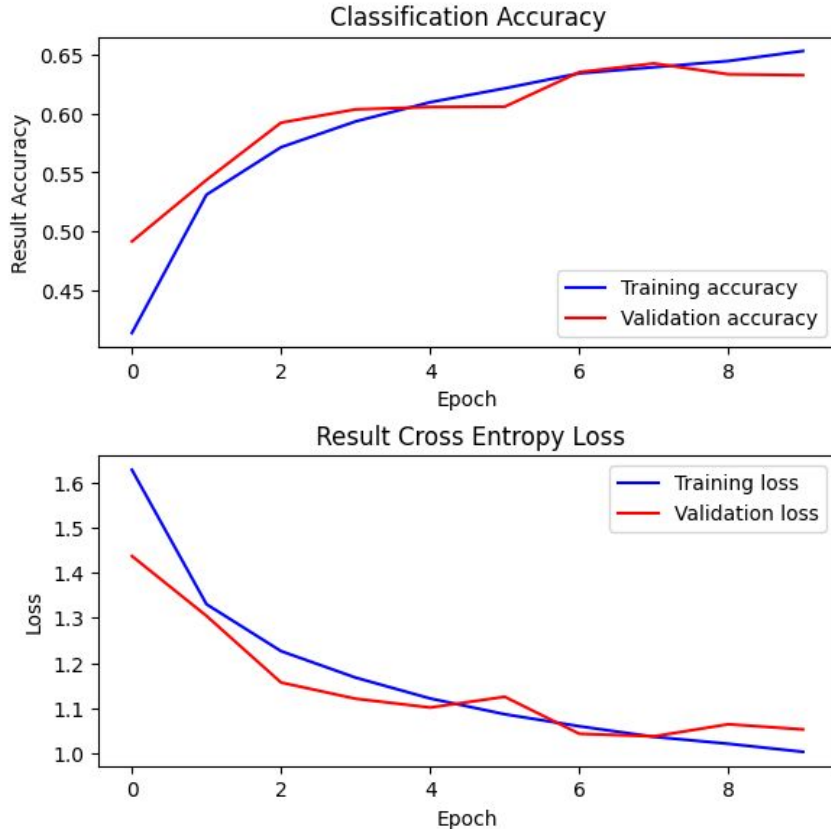 Classification Accuracy
0.65
0.60
0.55
0.50
0.45
Result Accuracy
Training accuracy
Validation accuracy
0 2 4 6 8
Epoch
Result Cross Entropy Loss
1.6
1.5
1.4
1.3
1.2
1.1
1.0
Loss
Training loss
Validation loss
0 2 4 6 8
Epoch